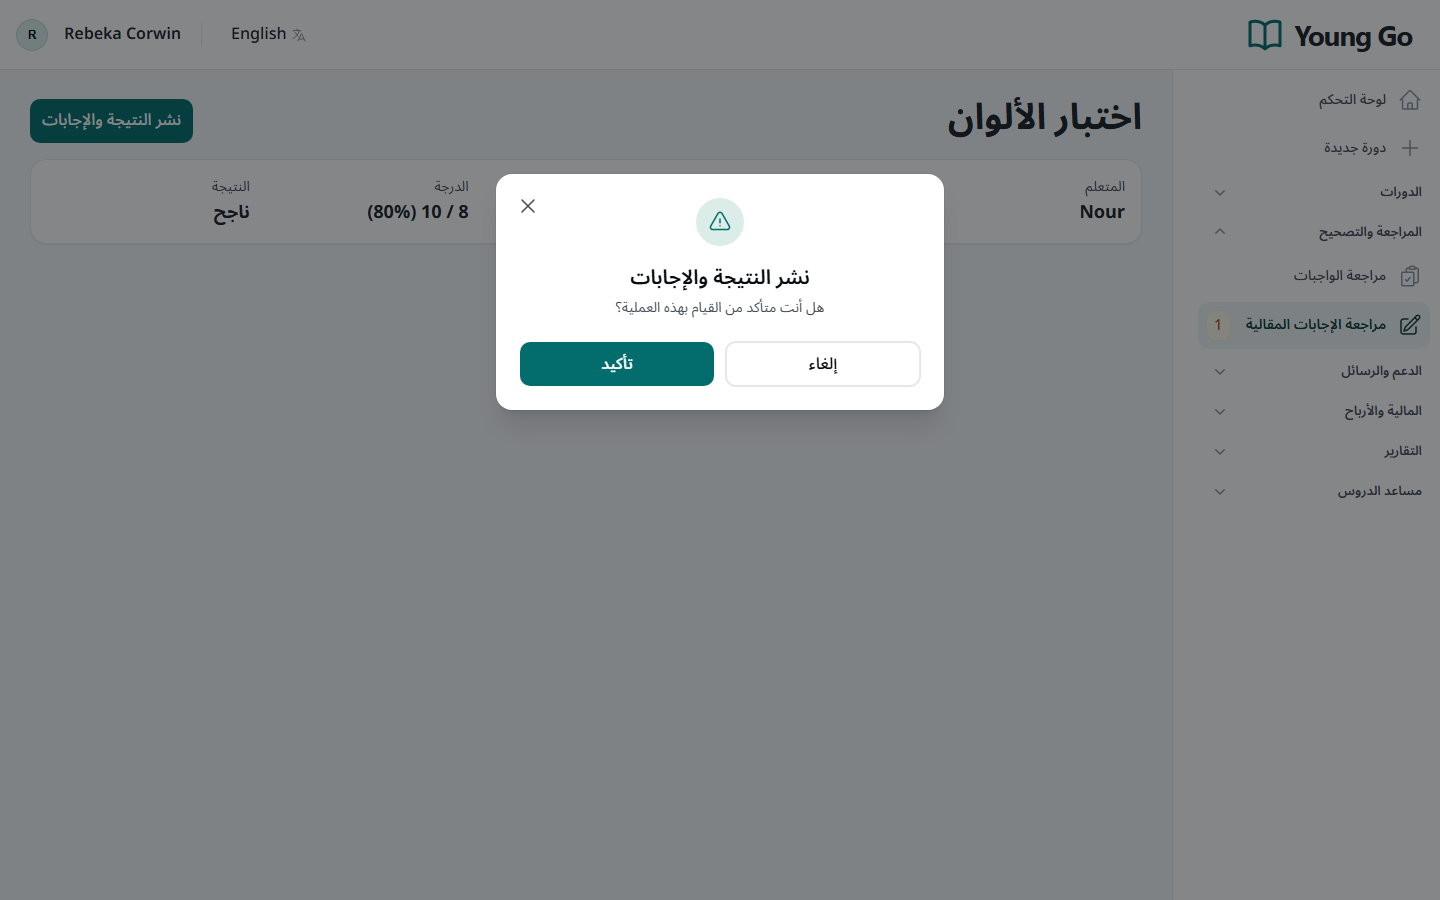 Young Go
English
Rebeka Corwin
R
لوحة التحكم
دورة جديدة
الدورات
المراجعة والتصحيح
مراجعة الواجبات
مراجعة الإجابات المقالية
1
الدعم والرسائل
المالية والأرباح
التقارير
مساعد الدروس
اختبار الألوان
نشر النتيجة والإجابات
المتعلم
Nour
الدرجة
8 / 10 (80%)
النتيجة
ناجح
نشر النتيجة والإجابات
هل أنت متأكد من القيام بهذه العملية؟
إلغاء
تأكيد